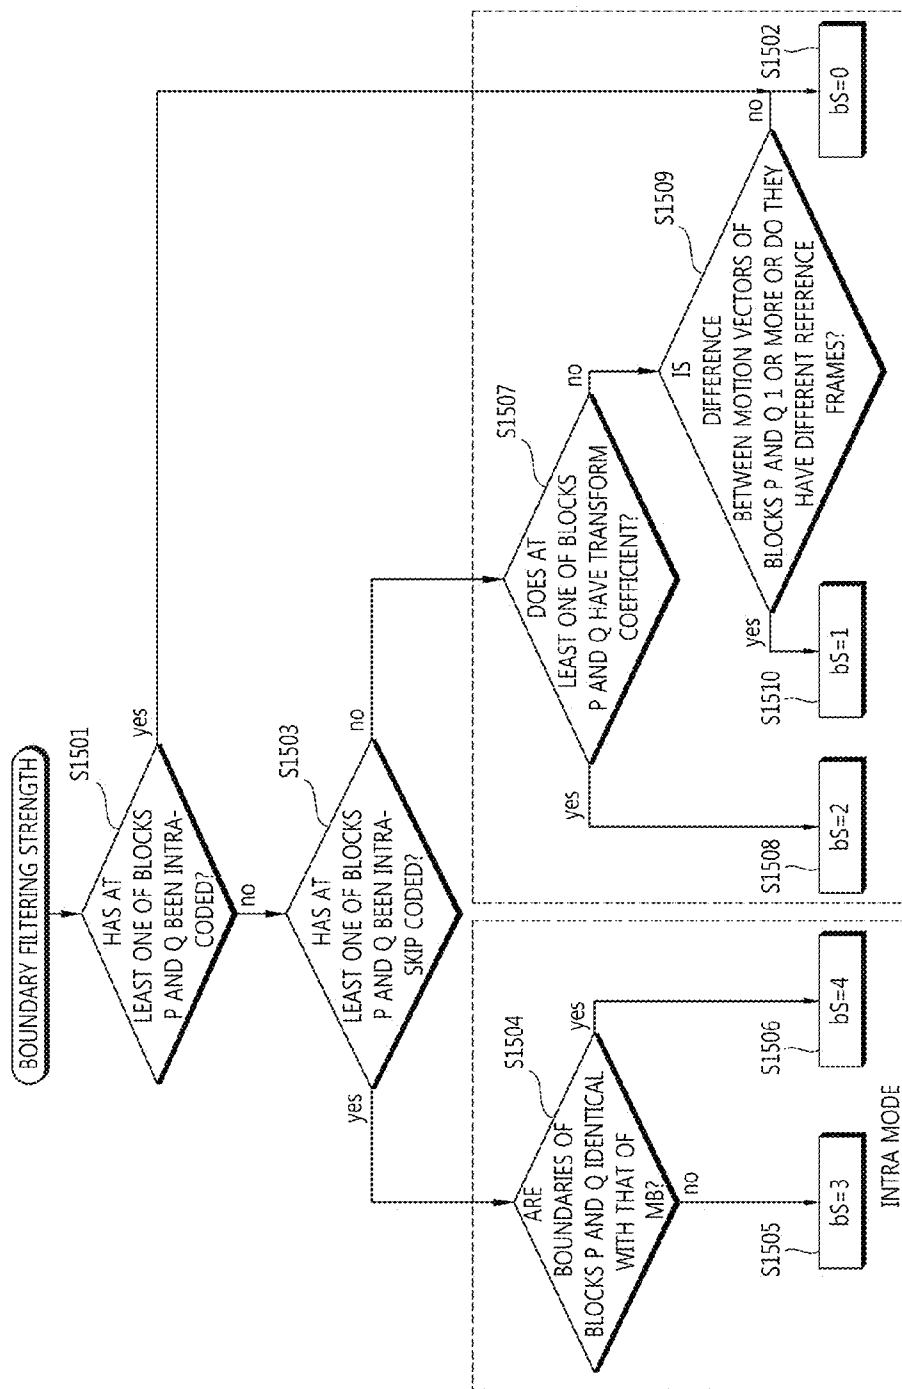 BOUNDARY FILTERING STRENGTH
S1501
HAS AT
LEAST ONE OF BLOCKS
P AND Q BEEN INTRA-
CODED?
yes
no
S1503
HAS AT
LEAST ONE OF BLOCKS
P AND Q BEEN INTRA-
SKIP CODED?
yes
no
S1504
ARE
BOUNDARIES OF
BLOCKS P AND Q IDENTICAL
WITH THAT OF
MB?
yes
no
S1507
DOES AT
LEAST ONE OF BLOCKS
P AND Q HAVE TRANSFORM
COEFFICIENT?
yes
no
S1509
IS
DIFFERENCE
BETWEEN MOTION VECTORS OF
BLOCKS P AND Q 1 OR MORE OR DO THEY
HAVE DIFFERENT REFERENCE
FRAMES?
yes
no
S1505
bS=3
S1506
bS=4
S1508
bS=2
S1510
bS=1
S1502
bS=0
INTRA MODE